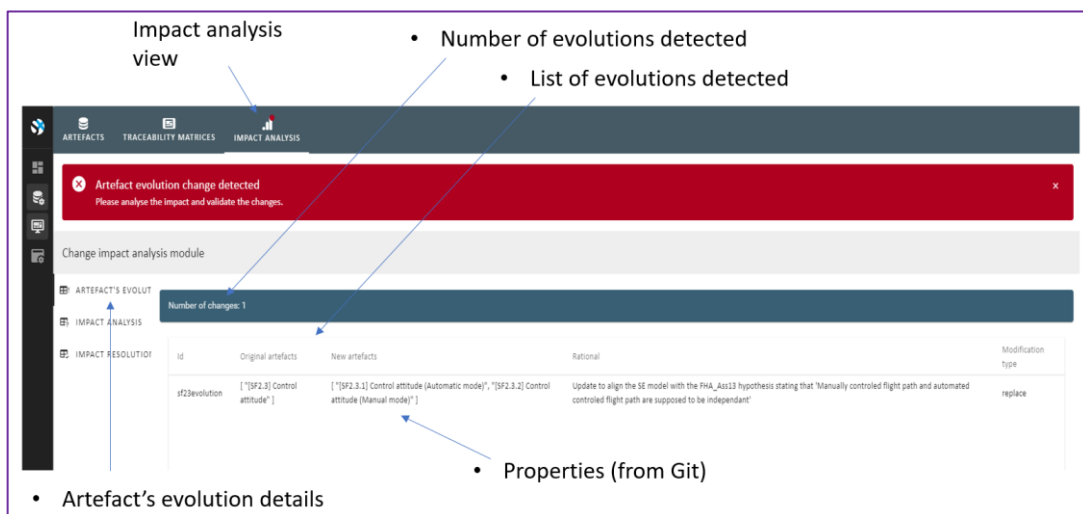 Impact analysis
view
• Number of evolutions detected
• List of evolutions detected
ARTEFACTS TRACEABILITY MATRICES IMPACT ANALYSIS
Artefact evolution change detected x
Please analyse the impact and validate the changes.
Change impact analysis module
ARTEFACT'S EVOLUT
Number of changes: 1
IMPACT ANALYSIS
IMPACT RESOLUTION
Id Original artefacts New artefacts Rational Modification
type
sf23evolution [ "[SF2.3] Control [ "[SF2.3.1] Control attitude (Automatic mode)", "[SF2.3.2] Control Update to align the SE model with the FHA_Ass13 hypothesis stating that 'Manually controled flight path and automated replace
attitude" ] attitude (Manual mode)" ] controled flight path are supposed to be independant'
• Properties (from Git)
• Artefact’s evolution details